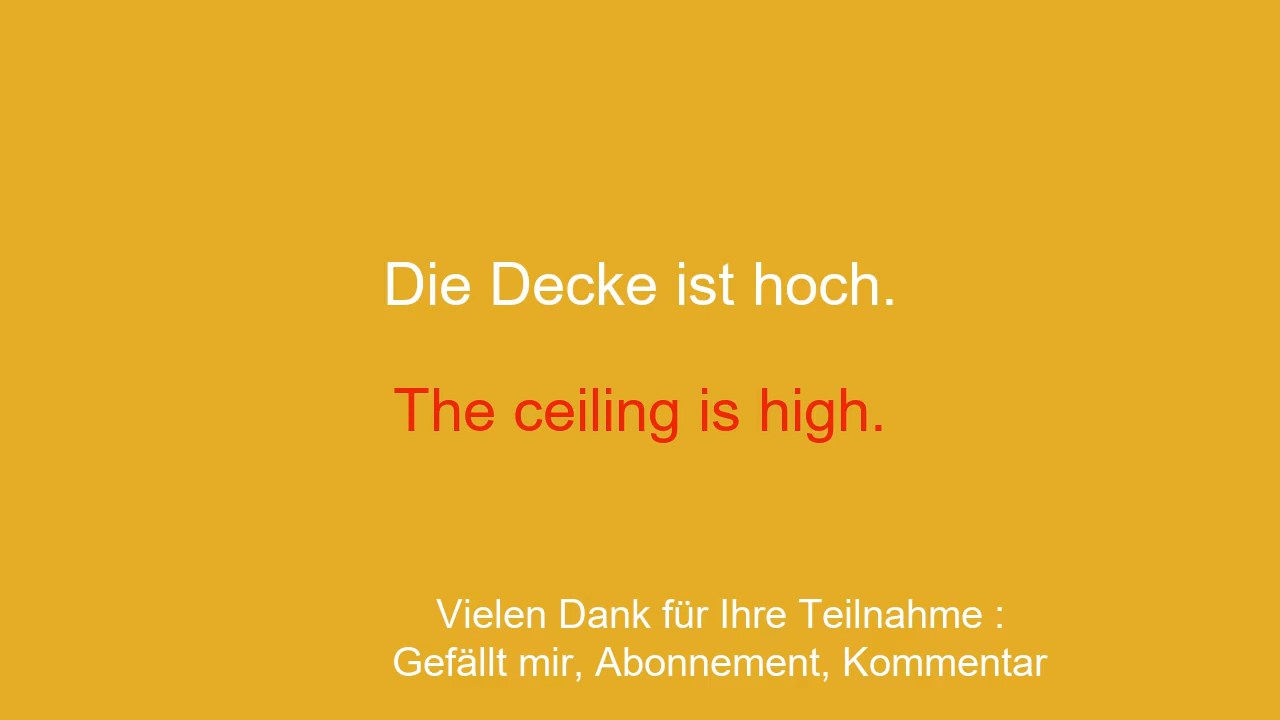 Die Decke ist hoch.
The ceiling is high.
Vielen Dank für Ihre Teilnahme :
Gefällt mir, Abonnement, Kommentar